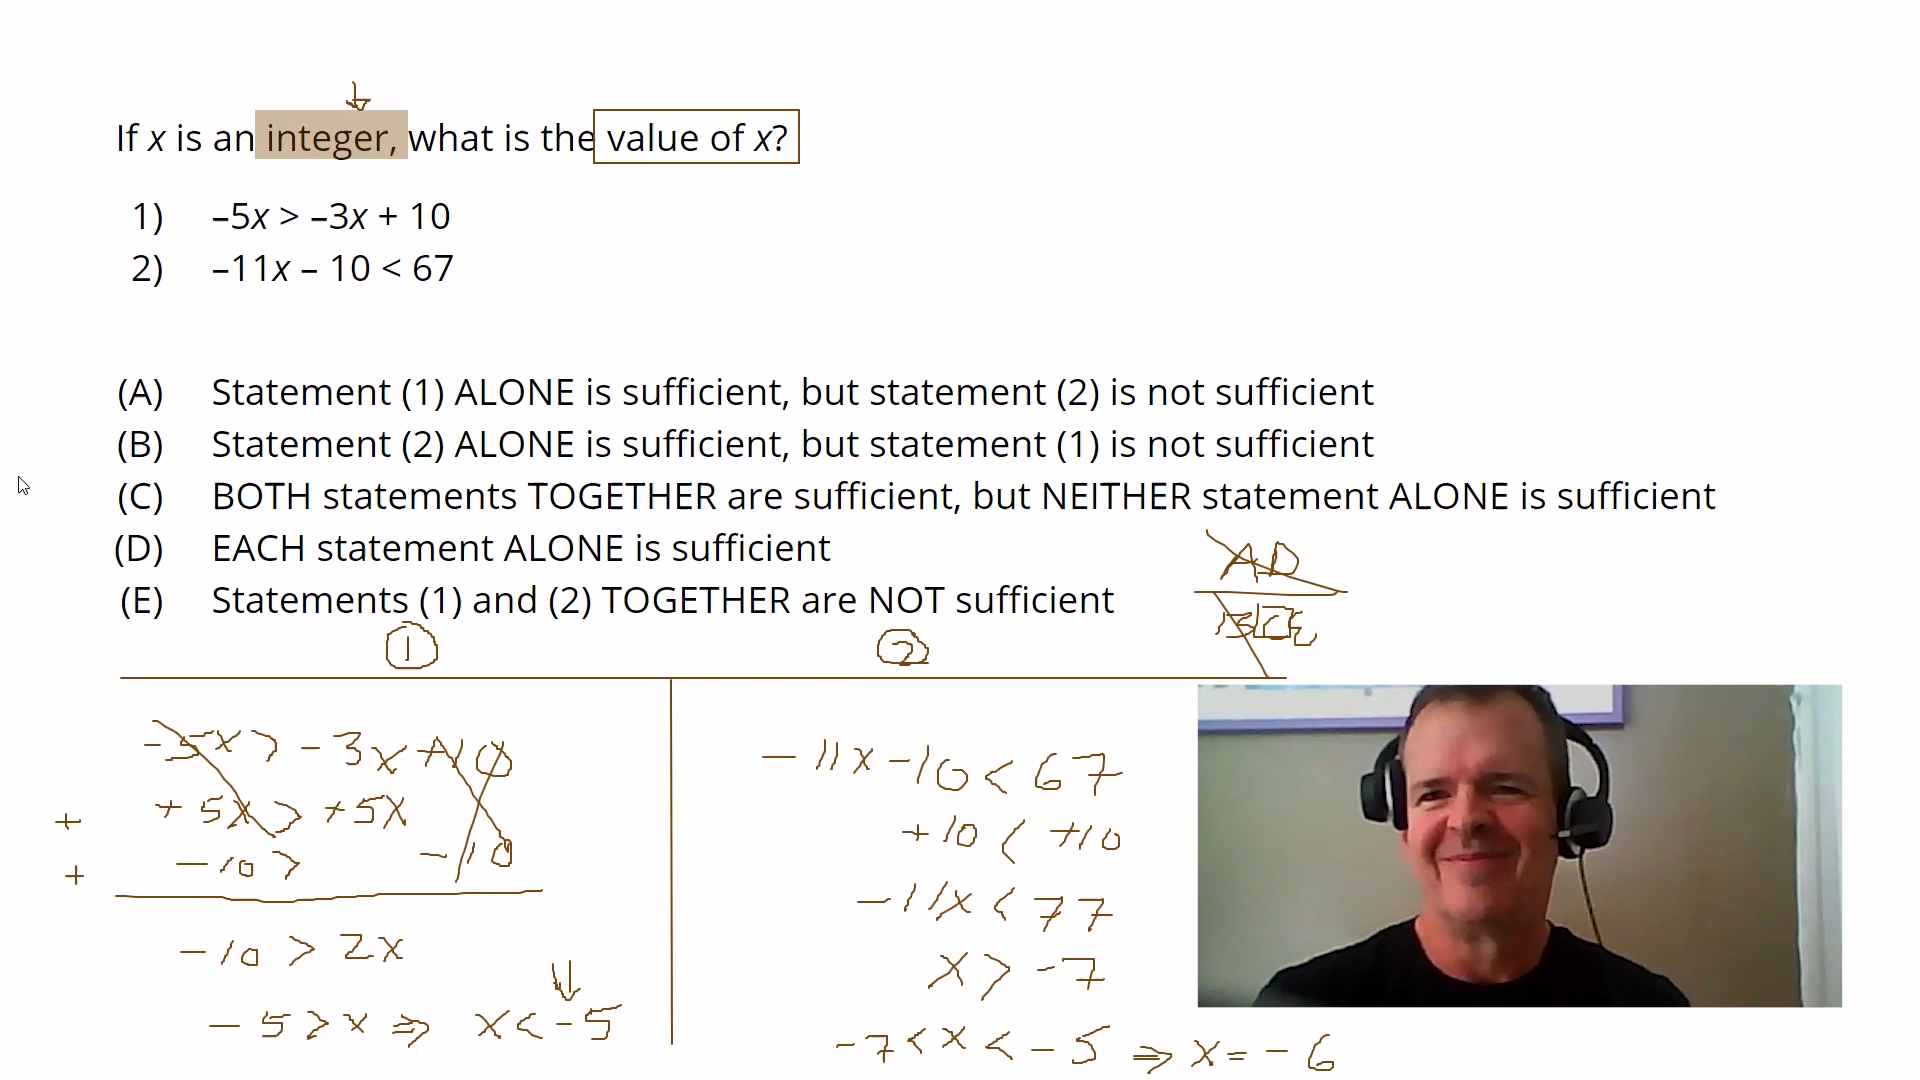 If x is an integer, what is the value of x?
1) –5x > –3x + 10
2) –11x – 10 < 67
(A) Statement (1) ALONE is sufficient, but statement (2) is not sufficient
(B) Statement (2) ALONE is sufficient, but statement (1) is not sufficient
(C) BOTH statements TOGETHER are sufficient, but NEITHER statement ALONE is sufficient
(D) EACH statement ALONE is sufficient
(E) Statements (1) and (2) TOGETHER are NOT sufficient
AD
BCE
1
-5x > -3x +10
+ +5x > +5x
+ -10 > -10
-10 > 2x
-5 > x ⇒ x < -5
2
-11x -10 < 67
+10 < +10
-11x < 77
x > -7
-7 < x < -5 ⇒ x = -6